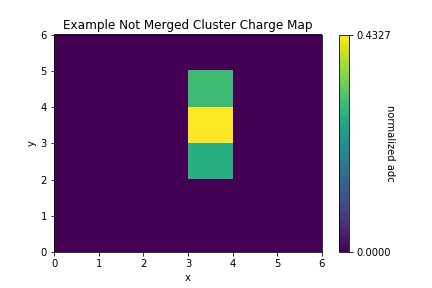 Example Not Merged Cluster Charge Map
6
5
4
3
2
1
0
y
0 1 2 3 4 5 6
x
0.4327
0.0000
normalized adc